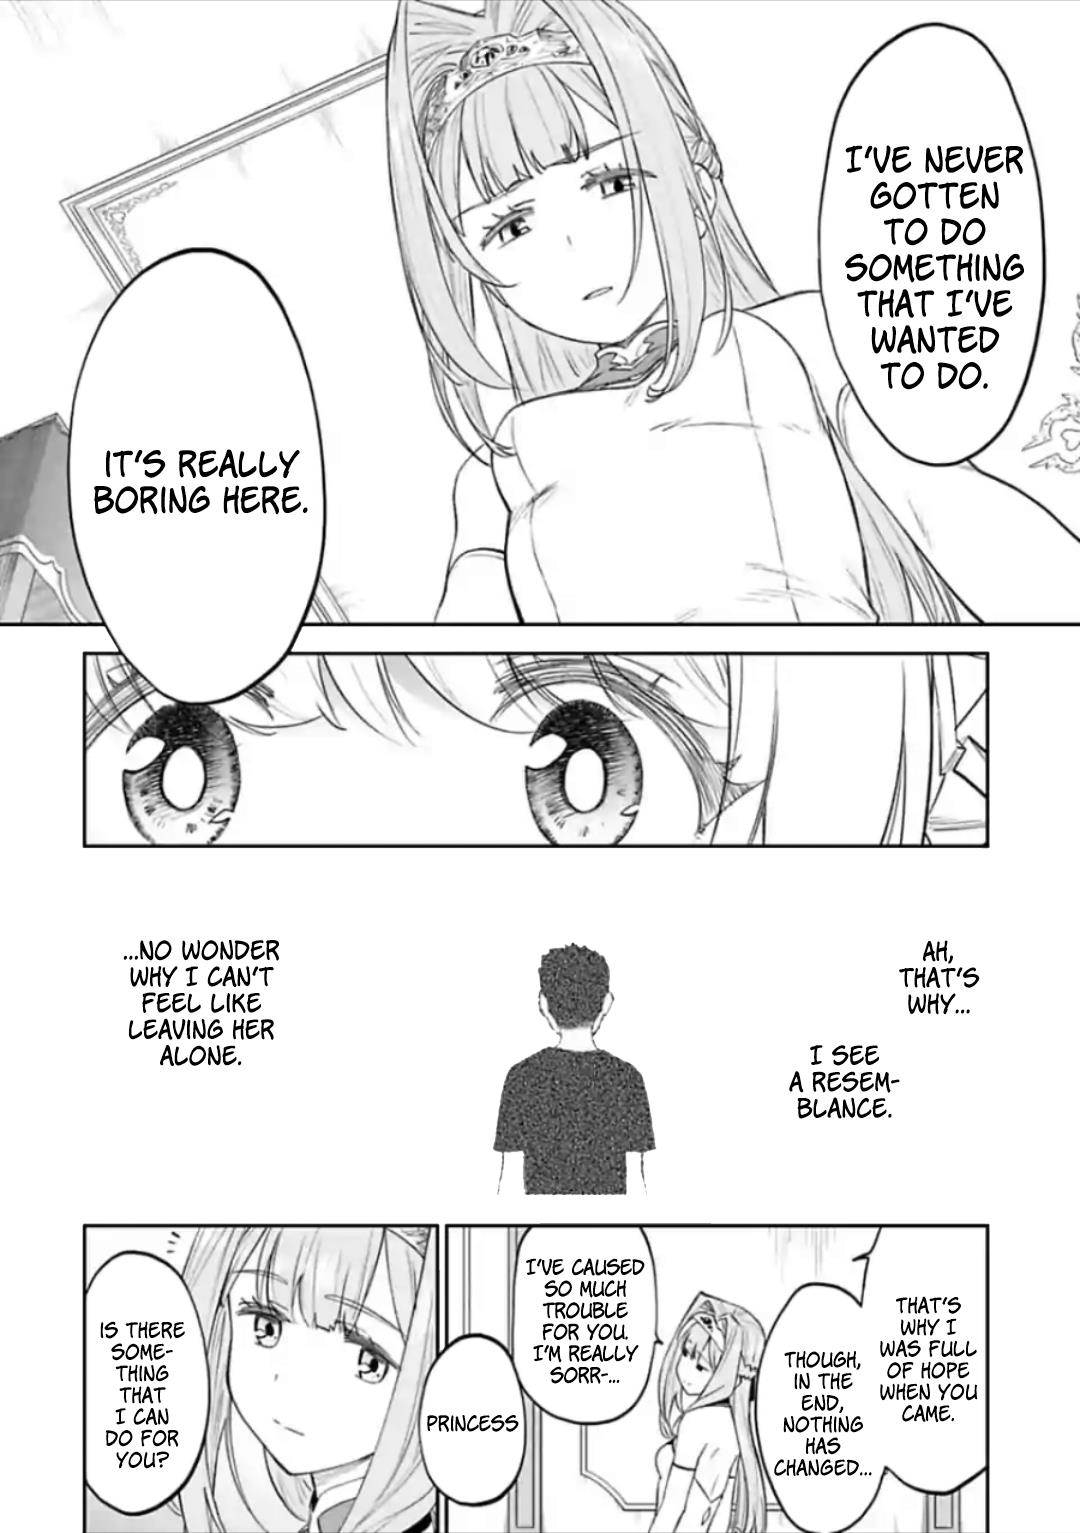 I'VE NEVER
GOTTEN
TO DO
SOMETHING
THAT I'VE
WANTED
TO DO.
IT'S REALLY
BORING HERE.
AH,
THAT'S
WHY...
I SEE
A RESEM-
BLANCE.
...NO WONDER
WHY I CAN'T
FEEL LIKE
LEAVING HER
ALONE.
THAT'S
WHY I
WAS FULL
OF HOPE
WHEN YOU
CAME.
THOUGH,
IN THE
END,
NOTHING
HAS
CHANGED...
I'VE CAUSED
SO MUCH
TROUBLE
FOR YOU.
I'M REALLY
SORR-...
PRINCESS
IS THERE
SOME-
THING
THAT
I CAN
DO FOR
YOU?